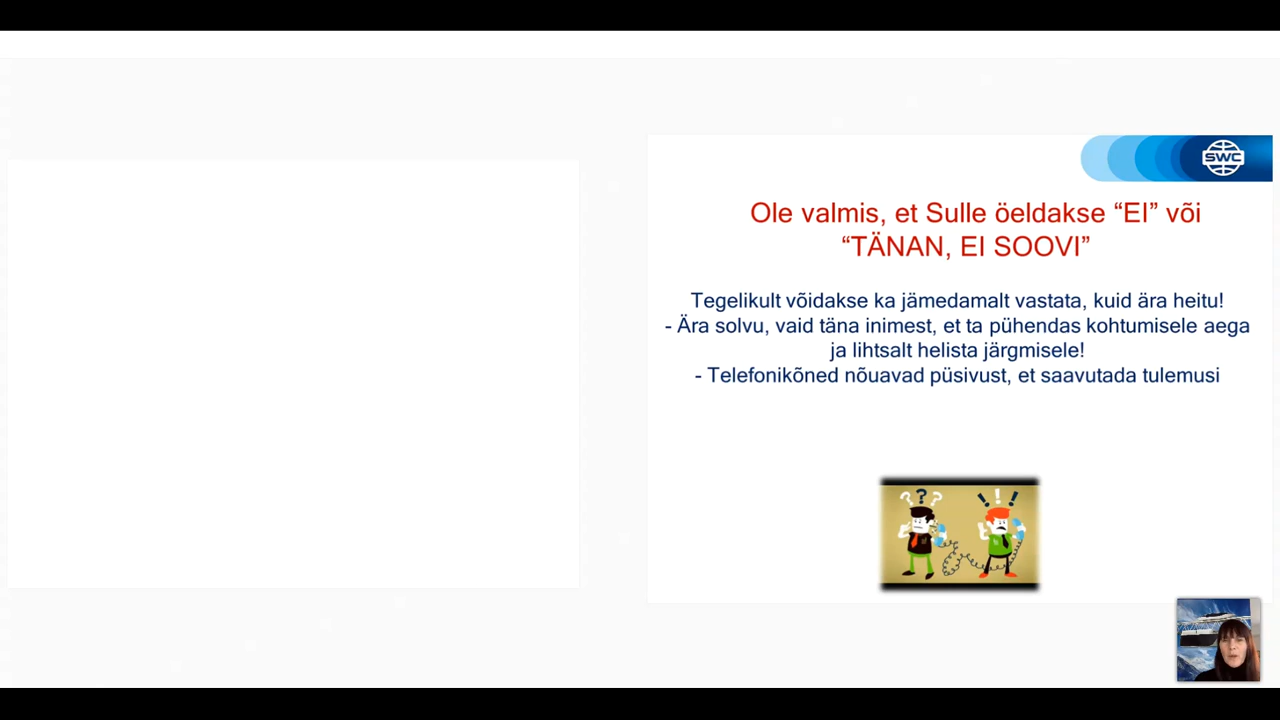 SWC
Ole valmis, et Sulle öeldakse “EI” või
“TÄNAN, EI SOOVI”
Tegelikult võidakse ka jämedamalt vastata, kuid ära heitu!
- Ära solvu, vaid täna inimest, et ta pühendas kohtumisele aega
ja lihtsalt helista järgmisele!
- Telefonikõned nõuavad püsivust, et saavutada tulemusi
???
!!!